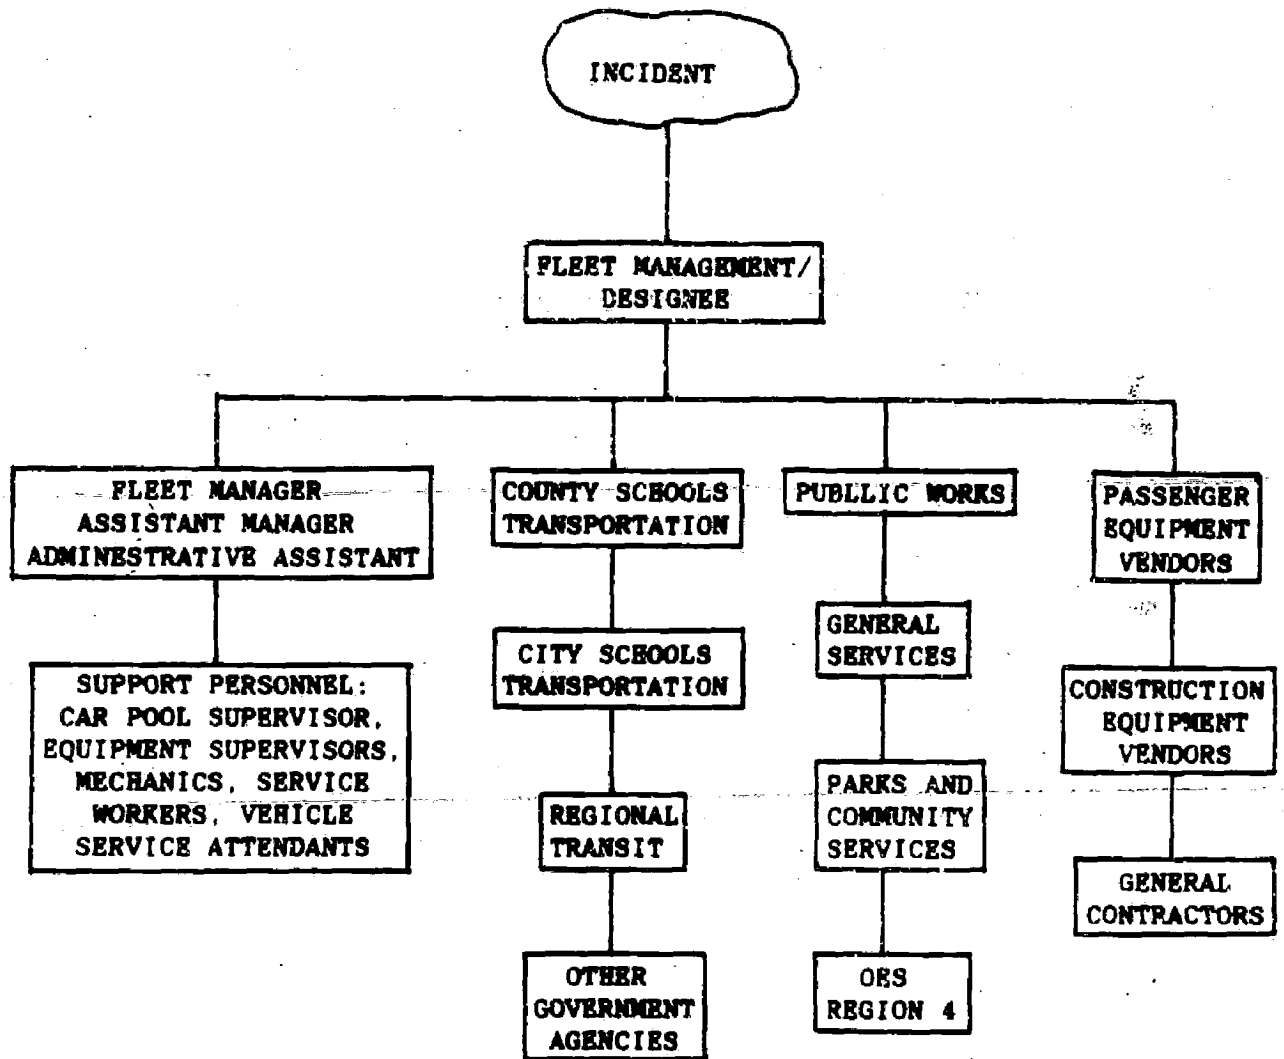 INCIDENT
FLEET MANAGEMENT/
DESIGNEE
FLEET MANAGER
ASSISTANT MANAGER
ADMINESTRATIVE ASSISTANT
SUPPORT PERSONNEL:
CAR POOL SUPERVISOR,
EQUIPMENT SUPERVISORS,
MECHANICS, SERVICE
WORKERS, VEHICLE
SERVICE ATTENDANTS
COUNTY SCHOOLS
TRANSPORTATION
CITY SCHOOLS
TRANSPORTATION
REGIONAL
TRANSIT
OTHER
GOVERNMENT
AGENCIES
PUBLLIC WORKS
GENERAL
SERVICES
PARKS AND
COMMUNITY
SERVICES
OES
REGION 4
PASSENGER
EQUIPMENT
VENDORS
CONSTRUCTION
EQUIPMENT
VENDORS
GENERAL
CONTRACTORS